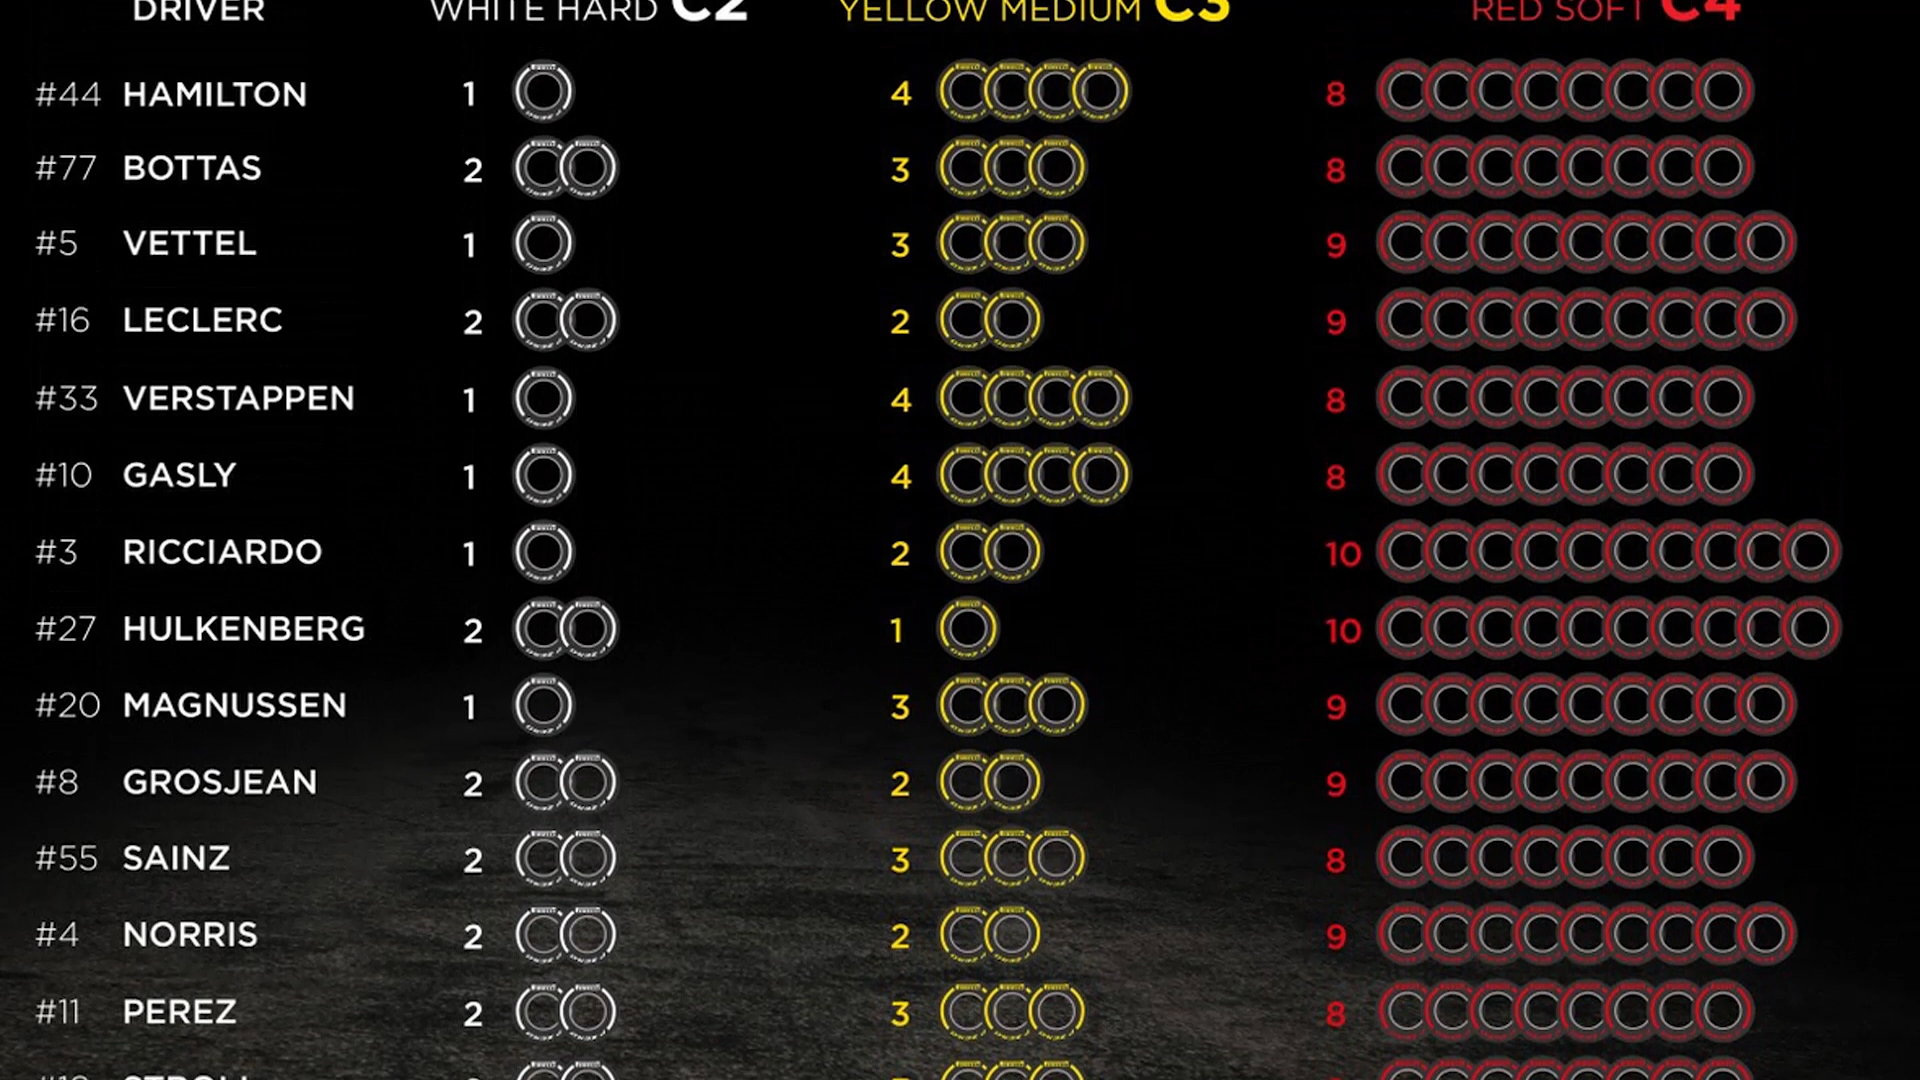 DRIVER WHITE HARD C2 YELLOW MEDIUM C3 RED SOFT C4
#44 HAMILTON 1 4 8
#77 BOTTAS 2 3 8
#5 VETTEL 1 3 9
#16 LECLERC 2 2 9
#33 VERSTAPPEN 1 4 8
#10 GASLY 1 4 8
#3 RICCIARDO 1 2 10
#27 HULKENBERG 2 1 10
#20 MAGNUSSEN 1 3 9
#8 GROSJEAN 2 2 9
#55 SAINZ 2 3 8
#4 NORRIS 2 2 9
#11 PEREZ 2 3 8